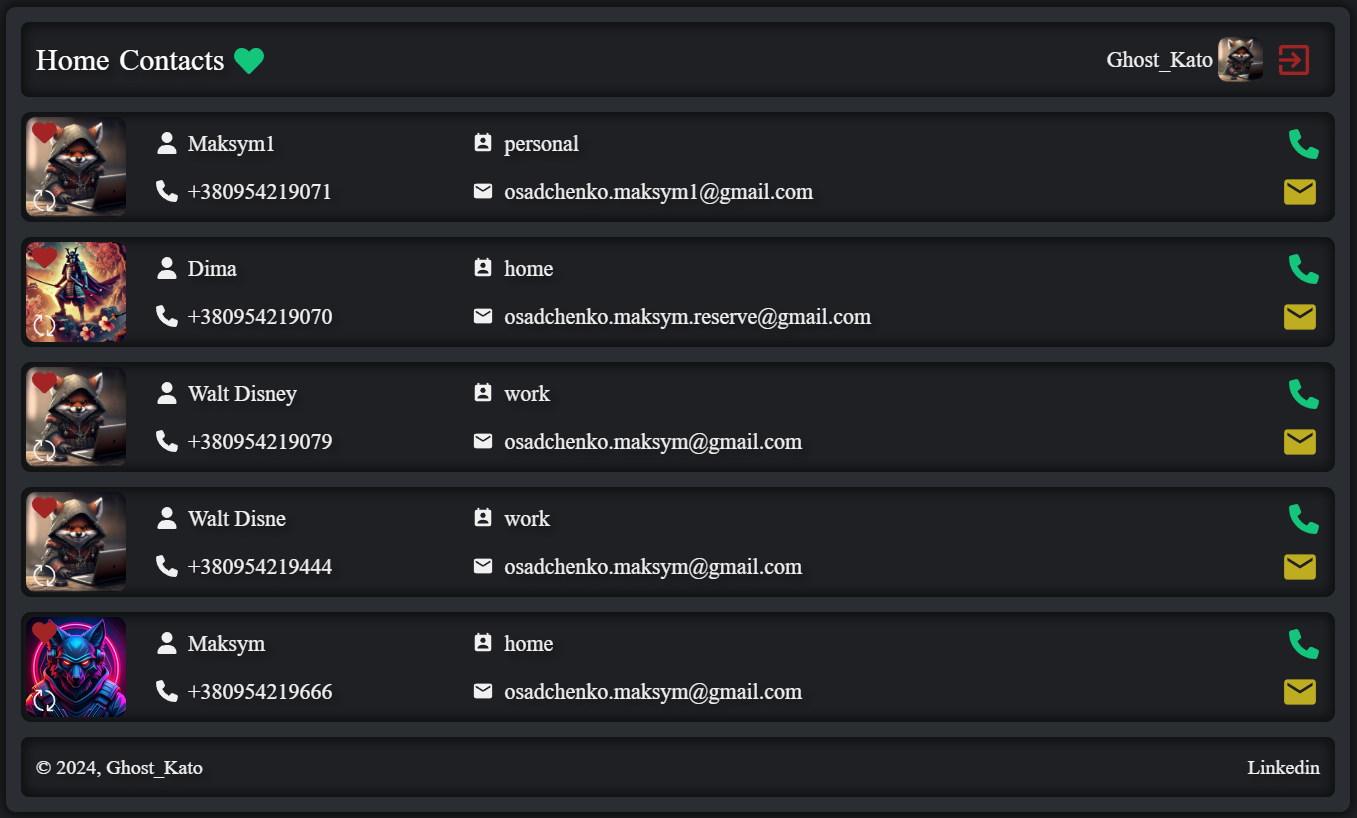 Home Contacts Ghost_Kato
Maksym1 personal
+380954219071 osadchenko.maksym1@gmail.com
Dima home
+380954219070 osadchenko.maksym.reserve@gmail.com
Walt Disney work
+380954219079 osadchenko.maksym@gmail.com
Walt Disne work
+380954219444 osadchenko.maksym@gmail.com
Maksym home
+380954219666 osadchenko.maksym@gmail.com
© 2024, Ghost_Kato Linkedin